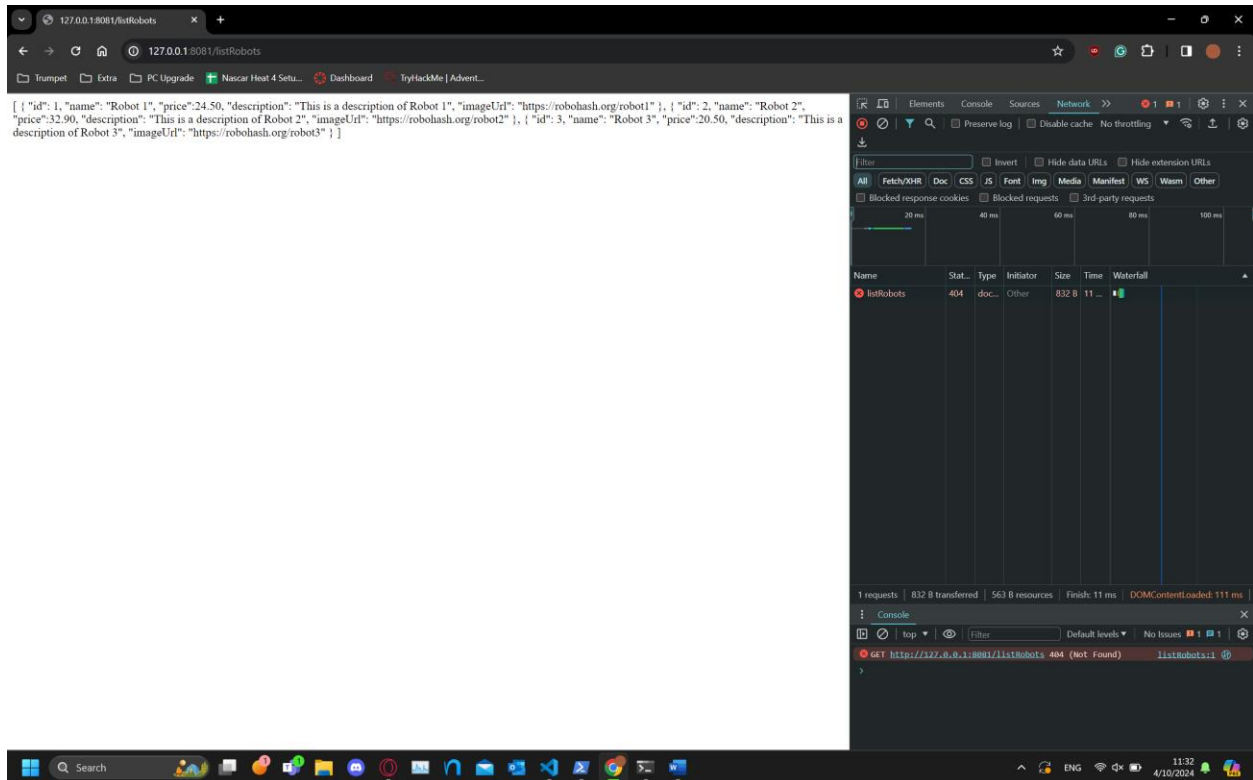 127.0.0.1:8081/listRobots
127.0.0.1:8081/listRobots
Trumpet Extra PC Upgrade Nascar Heat 4 Setu... Dashboard TryHackMe | Advent...
[ { "id": 1, "name": "Robot 1", "price":24.50, "description": "This is a description of Robot 1", "imageUrl": "https://robohash.org/robot1" }, { "id": 2, "name": "Robot 2",
"price":32.90, "description": "This is a description of Robot 2", "imageUrl": "https://robohash.org/robot2" }, { "id": 3, "name": "Robot 3", "price":20.50, "description": "This is a
description of Robot 3", "imageUrl": "https://robohash.org/robot3" } ]
Elements Console Sources Network 1 1
Preserve log Disable cache No throttling
Filter Invert Hide data URLs Hide extension URLs
All Fetch/XHR Doc CSS JS Font Img Media Manifest WS Wasm Other
Blocked response cookies Blocked requests 3rd-party requests
20 ms 40 ms 60 ms 80 ms 100 ms
Name Stat... Type Initiator Size Time Waterfall
listRobots 404 doc... Other 832 B 11 ...
1 requests 832 B transferred 563 B resources Finish: 11 ms DOMContentLoaded: 111 ms
Console
top Filter Default levels No Issues 1 1
GET http://127.0.0.1:8081/listRobots 404 (Not Found) listRobots:1
Search
ENG 11:32
4/10/2024